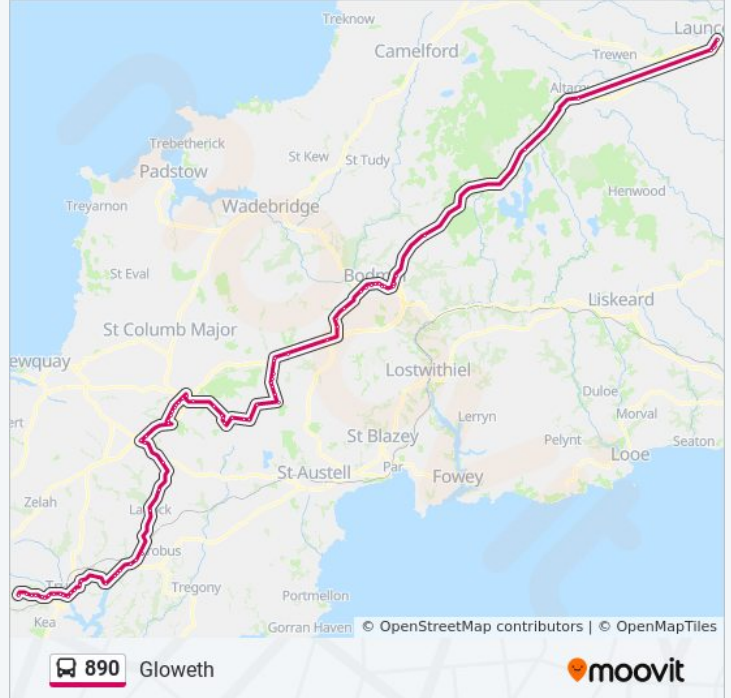 Treknow
Launc
Camelford
Trewen
Altarn
Trebetherick
St Kew
St Tudy
Padstow
Henwood
Treyarnon
Wadebridge
St Eval
Bodm
Liskeard
St Columb Major
ewquay
Lostwithiel
Duloe
Lerryn
Morval
St Blazey
Pelynt
Seaton
Looe
St Austell
Par
Fowey
Zelah
La
ck
obus
Tru
Tregony
Portmellon
Kea
Gorran Haven
© OpenStreetMap contributors | © OpenMapTiles
890 Gloweth
moovit